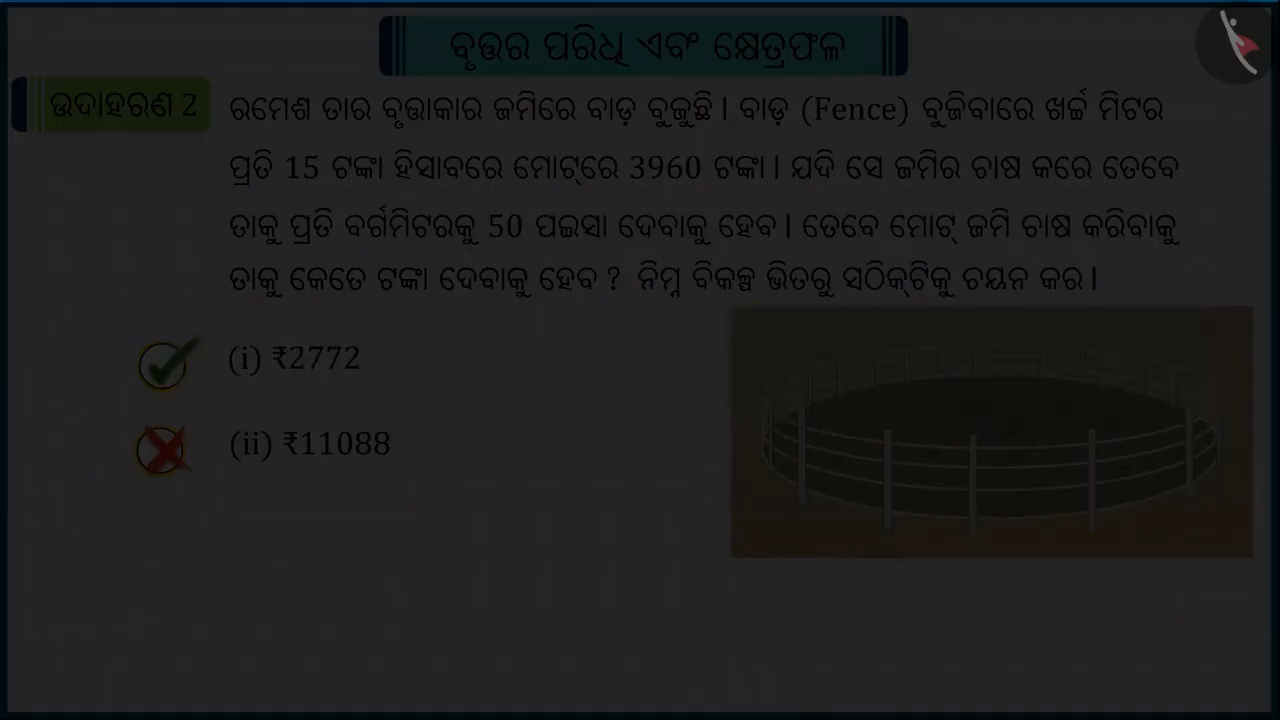 ବୃତ୍ତର ପରିଧି ଏବଂ କ୍ଷେତ୍ରଫଳ
ଉଦାହରଣ 2
ରମେଶ ତାର ବୃତ୍ତାକାର ଜମିରେ ବାଡ଼ ବୁଜୁଛି । ବାଡ଼ (Fence) ବୁଜିବାରେ ଖର୍ଚ୍ଚ ମିଟର
ପ୍ରତି 15 ଟଙ୍କା ହିସାବରେ ମୋଟ୍‌ରେ 3960 ଟଙ୍କା । ଯଦି ସେ ଜମିର ଚାଷ କରେ ତେବେ
ତାକୁ ପ୍ରତି ବର୍ଗମିଟରକୁ 50 ପଇସା ଦେବାକୁ ହେବ । ତେବେ ମୋଟ୍ ଜମି ଚାଷ କରିବାକୁ
ତାକୁ କେତେ ଟଙ୍କା ଦେବାକୁ ହେବ ? ନିମ୍ନ ବିକଳ୍ପ ଭିତରୁ ସଠିକ୍‌ଟିକୁ ଚୟନ କର ।
(i) ₹2772
(ii) ₹11088